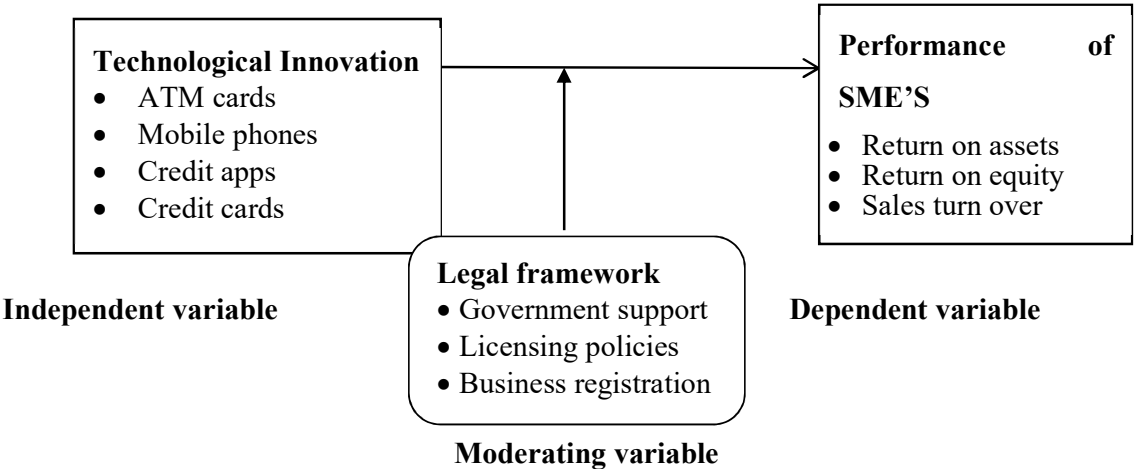 Technological Innovation
• ATM cards
• Mobile phones
• Credit apps
• Credit cards
Performance of
SME’S
• Return on assets
• Return on equity
• Sales turn over
Legal framework
• Government support
• Licensing policies
• Business registration
Independent variable
Dependent variable
Moderating variable